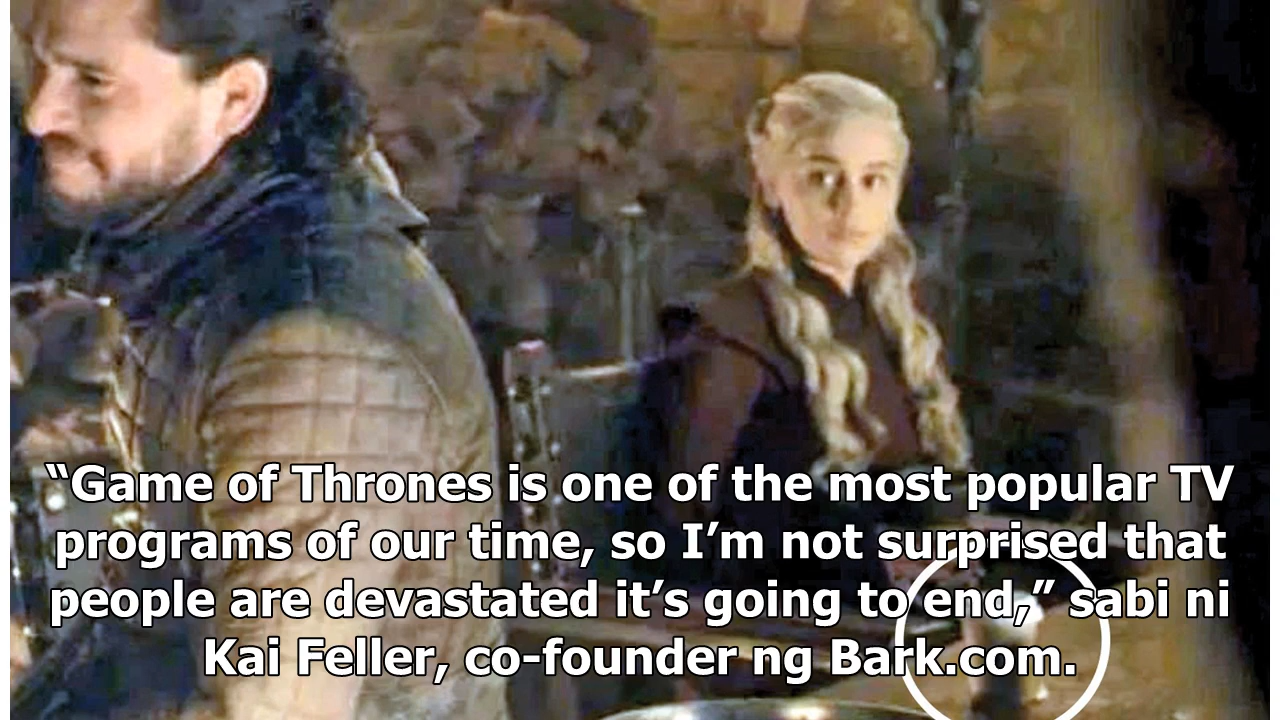 “Game of Thrones is one of the most popular TV
programs of our time, so I’m not surprised that
people are devastated it’s going to end,” sabi ni
Kai Feller, co-founder ng Bark.com.